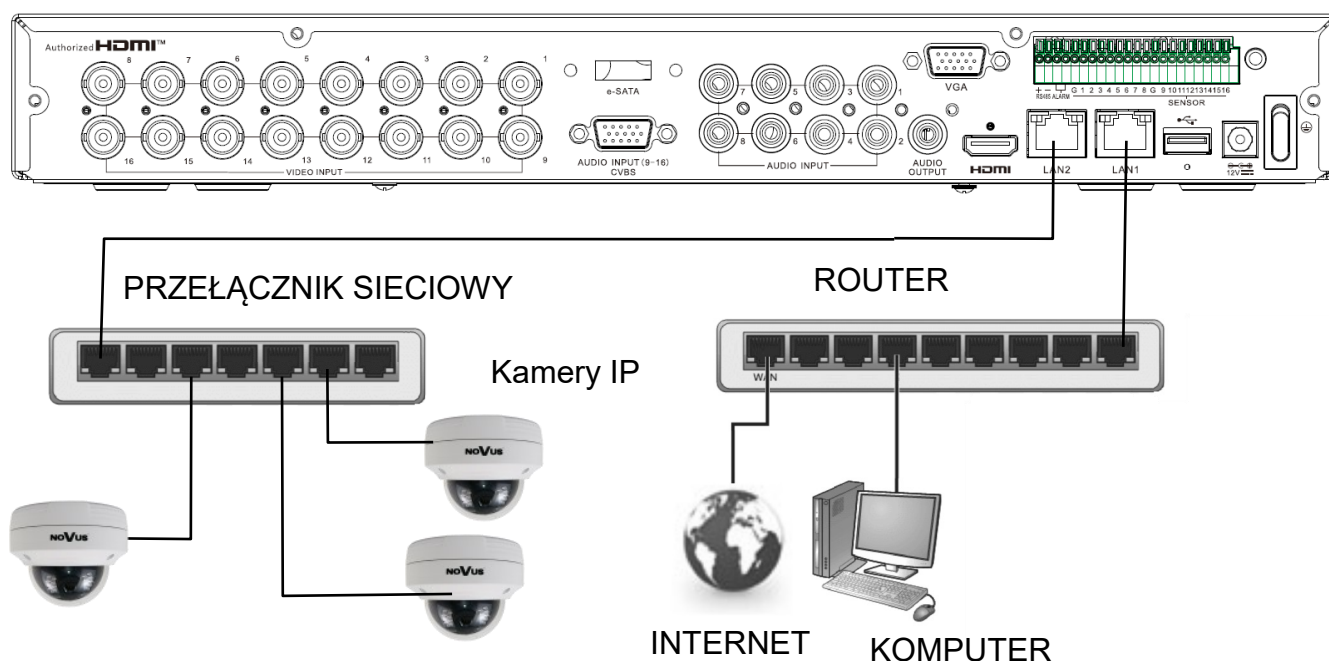 Authorized HDMI™
8 7 6 5 4 3 2 1
16 15 14 13 12 11 10 9
VIDEO INPUT
e-SATA
AUDIO INPUT (9-16)
CVBS
7 5 3 1
8 6 4 2
AUDIO INPUT
AUDIO
OUTPUT
VGA
HDMI
+ - G 1 2 3 4 5 6 7 8 G 9 10 11 12 13 14 15 16
RS485 ALARM
SENSOR
LAN2
LAN1
12V
PRZEŁĄCZNIK SIECIOWY
ROUTER
Kamery IP
WAN
NOVUS
NOVUS
NOVUS
INTERNET
KOMPUTER